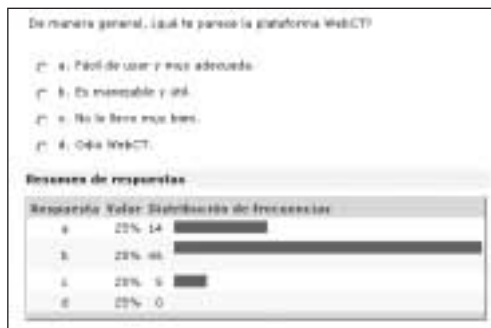 De manera general, ¿qué te parece la plataforma WebCT?
a. Fácil de usar y muy adecuada.
b. Es manejable y útil.
c. No la llevo muy bien.
d. Odio WebCT.
Resumen de respuestas
Respuesta Valor Distribución de frecuencias
a 25% 14
b 25% 46
c 25% 5
d 25% 0